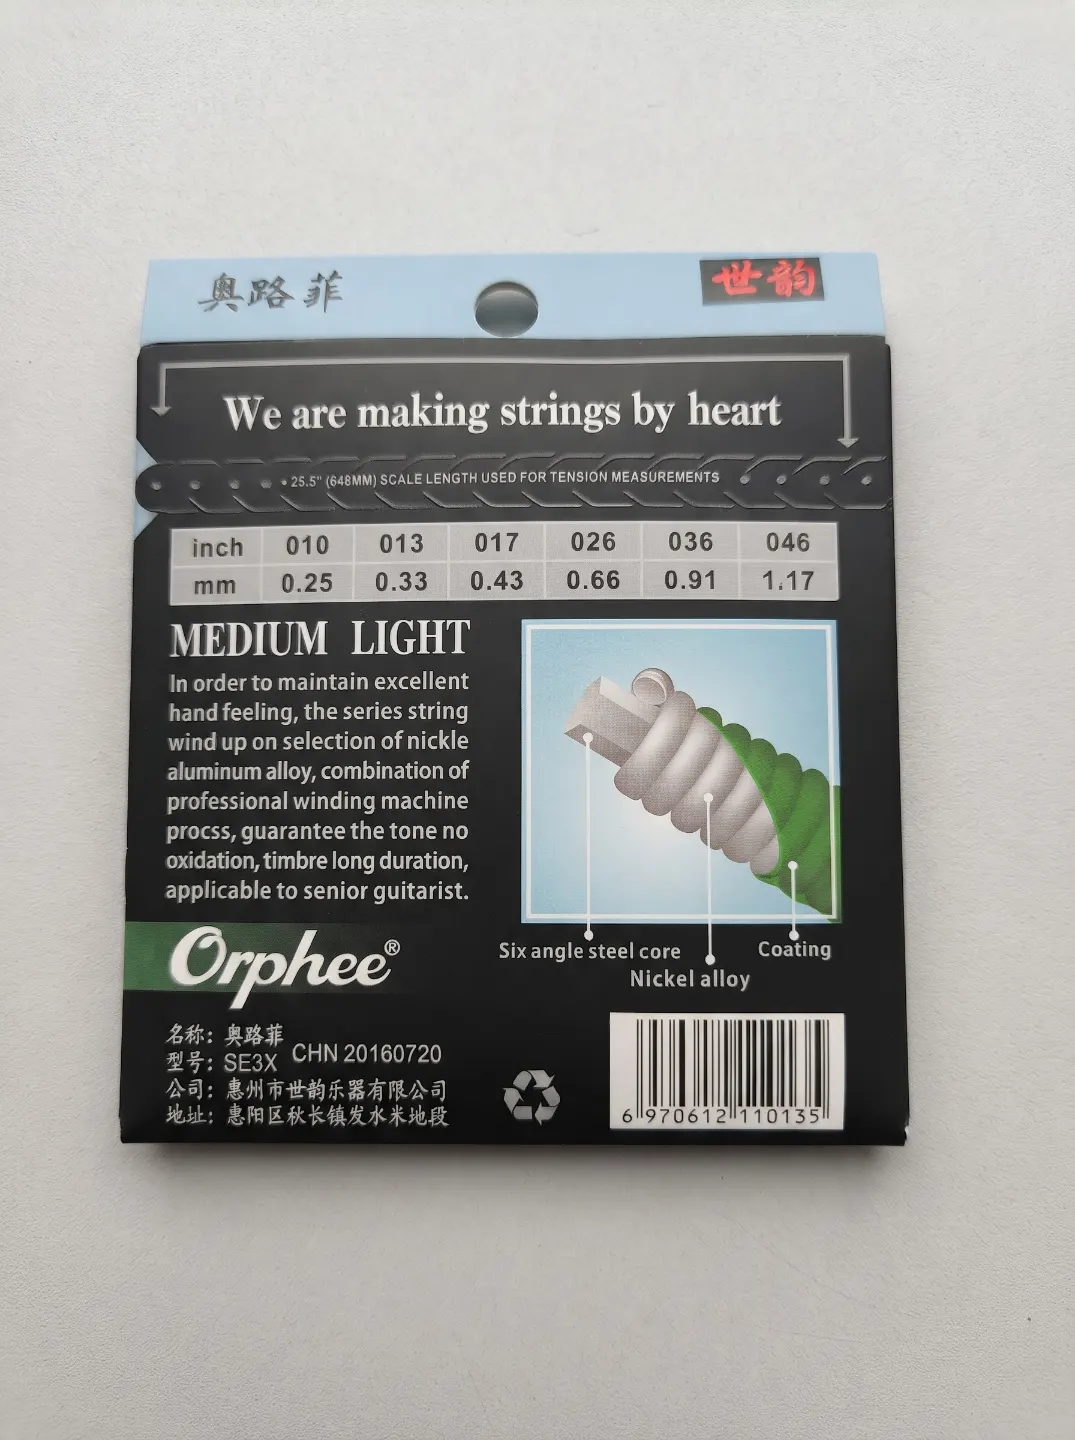 奥路菲
世韵
We are making strings by heart
25.5" (648MM) SCALE LENGTH USED FOR TENSION MEASUREMENTS
inch 010 013 017 026 036 046
mm 0.25 0.33 0.43 0.66 0.91 1.17
MEDIUM LIGHT
In order to maintain excellent
hand feeling, the series string
wind up on selection of nickle
aluminum alloy, combination of
professional winding machine
procss, guarantee the tone no
oxidation, timbre long duration,
applicable to senior guitarist.
Six angle steel core
Nickel alloy
Coating
Orphee®
名称: 奥路菲
型号: SE3X CHN 20160720
公司: 惠州市世韵乐器有限公司
地址: 惠阳区秋长镇发水米地段
6 970612 110135